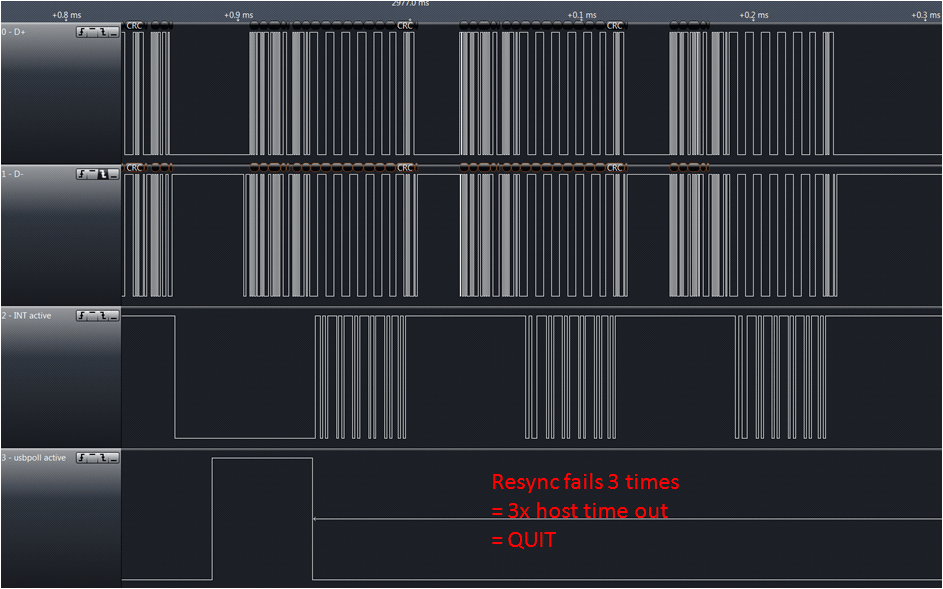 2977.0 ms
+0.8 ms +0.9 ms +0.1 ms +0.2 ms +0.3 ms
CRC CRC CRC
0 - D+
CRC CRC CRC
1 - D-
2 - INT active
3 - usbpoll active
Resync fails 3 times
= 3x host time out
= QUIT